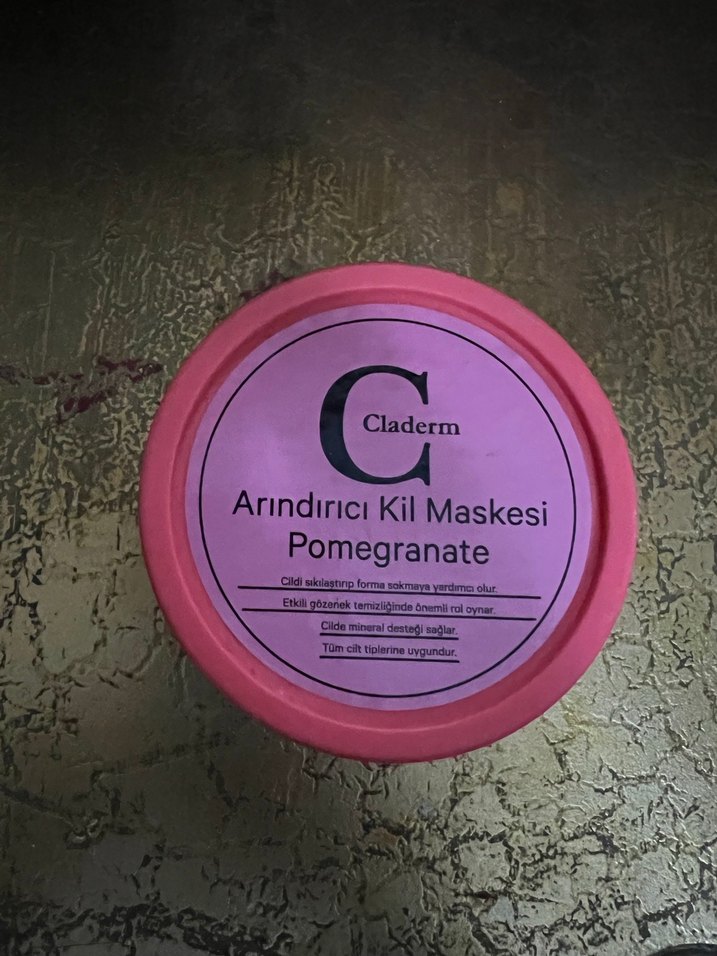 C
Claderm
Arındırıcı Kil Maskesi
Pomegranate
Cildi sıkılaştırıp forma sokmaya yardımcı olur.
Etkili gözenek temizliğinde önemli rol oynar.
Cilde mineral desteği sağlar.
Tüm cilt tiplerine uygundur.